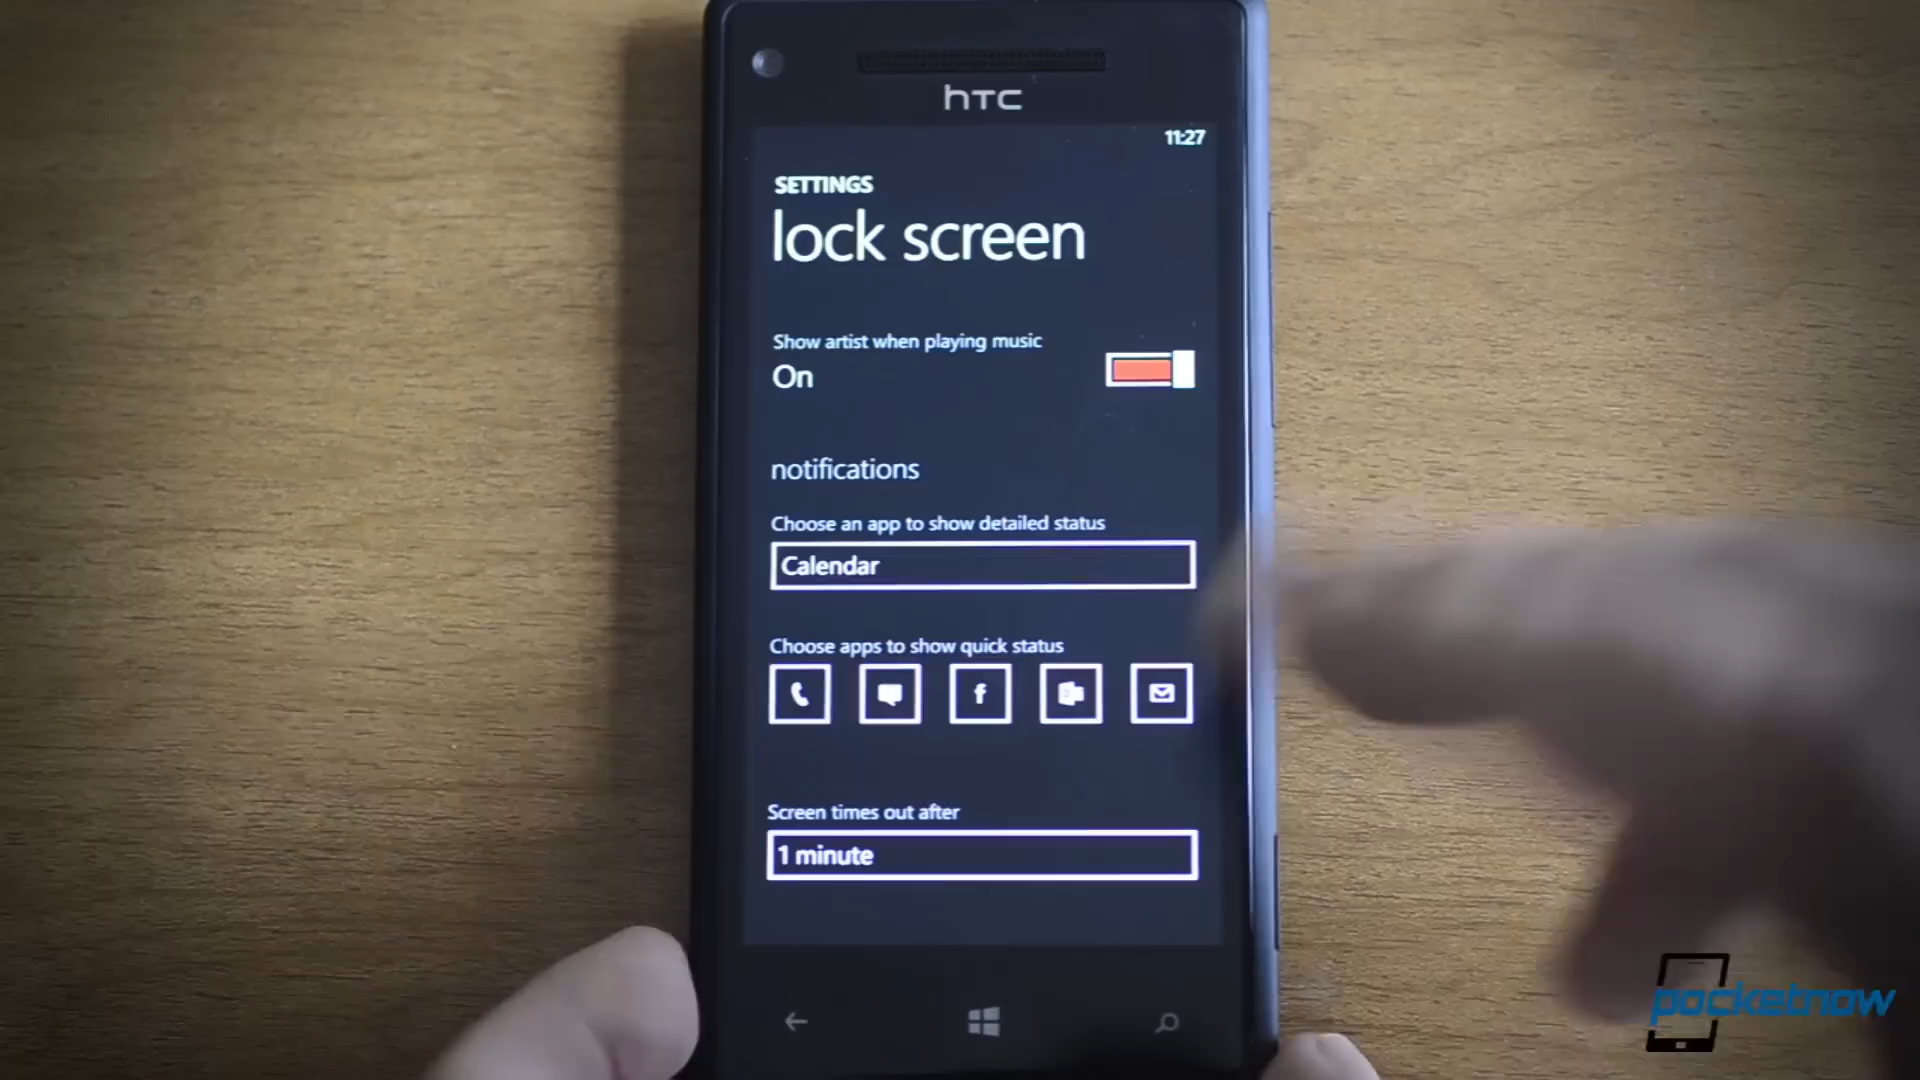 hTC
11:27
SETTINGS
lock screen
Show artist when playing music
On
notifications
Choose an app to show detailed status
Calendar
Choose apps to show quick status
Screen times out after
1 minute
pocketnow